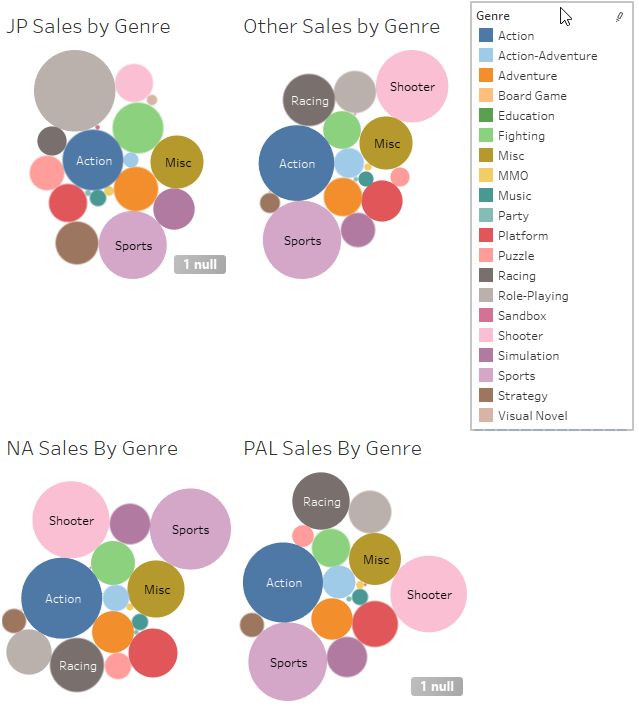 JP Sales by Genre
Action
Misc
Sports
1 null
Other Sales by Genre
Racing
Shooter
Action
Misc
Sports
Genre
Action
Action-Adventure
Adventure
Board Game
Education
Fighting
Misc
MMO
Music
Party
Platform
Puzzle
Racing
Role-Playing
Sandbox
Shooter
Simulation
Sports
Strategy
Visual Novel
NA Sales By Genre
Shooter
Sports
Action
Misc
Racing
PAL Sales By Genre
Racing
Misc
Action
Shooter
Sports
1 null